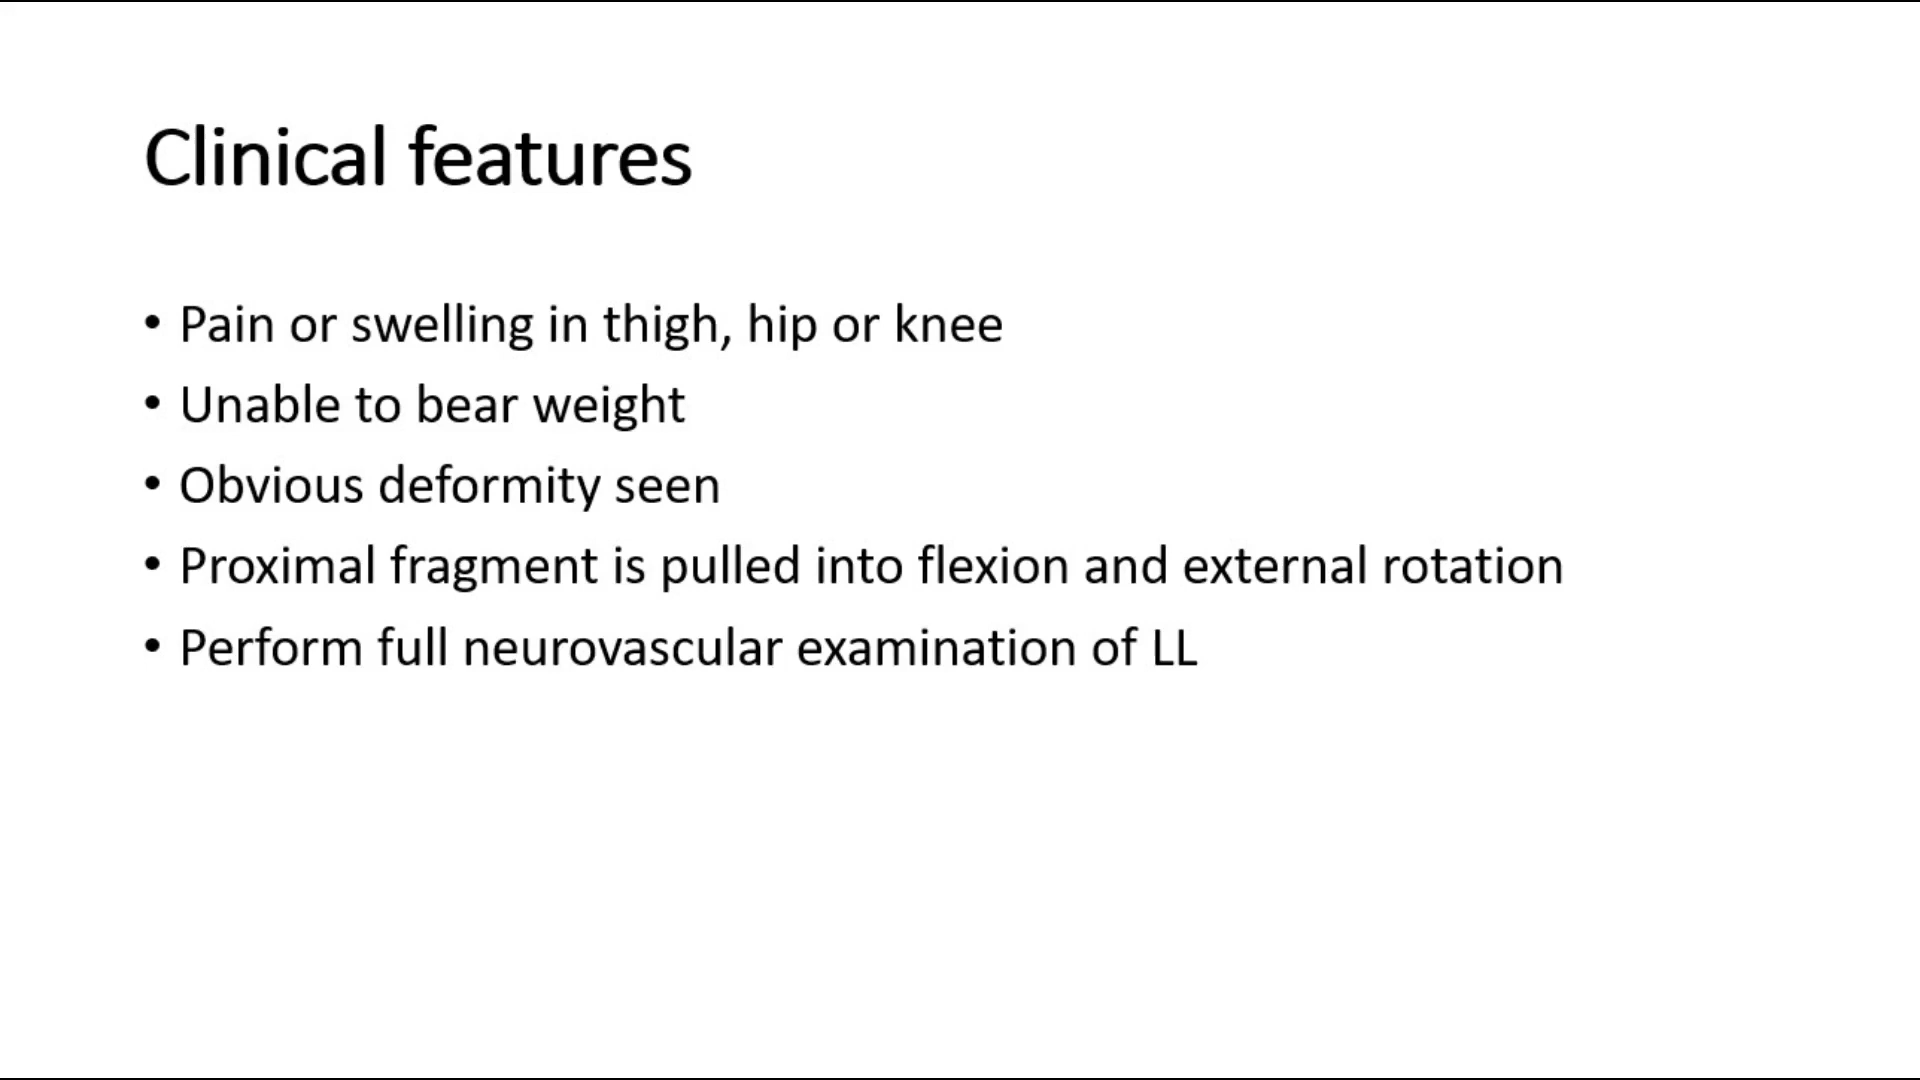 Clinical features
• Pain or swelling in thigh, hip or knee
• Unable to bear weight
• Obvious deformity seen
• Proximal fragment is pulled into flexion and external rotation
• Perform full neurovascular examination of LL